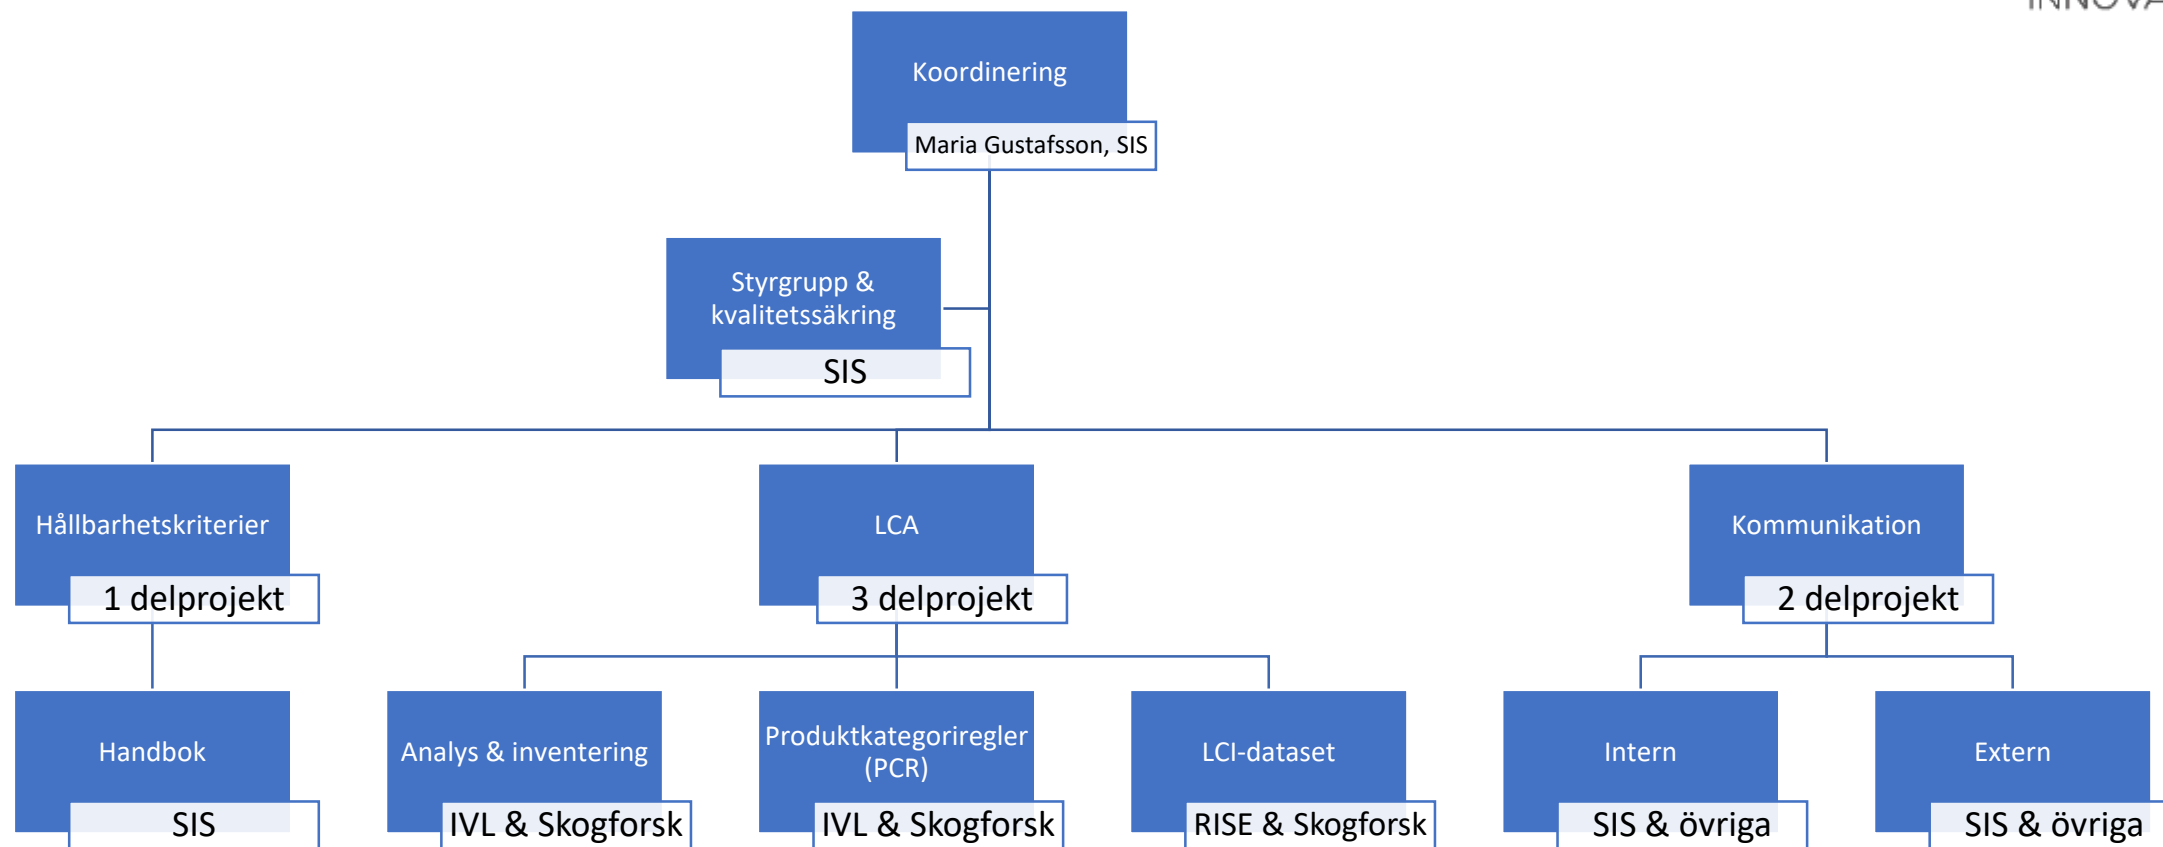 Koordinering
Maria Gustafsson, SIS
Styrgrupp &
kvalitetssäkring
SIS
Hållbarhetskriterier
1 delprojekt
LCA
3 delprojekt
Kommunikation
2 delprojekt
Handbok
SIS
Analys & inventering
IVL & Skogforsk
Produktkategoriregler
(PCR)
IVL & Skogforsk
LCI-dataset
RISE & Skogforsk
Intern
SIS & övriga
Extern
SIS & övriga